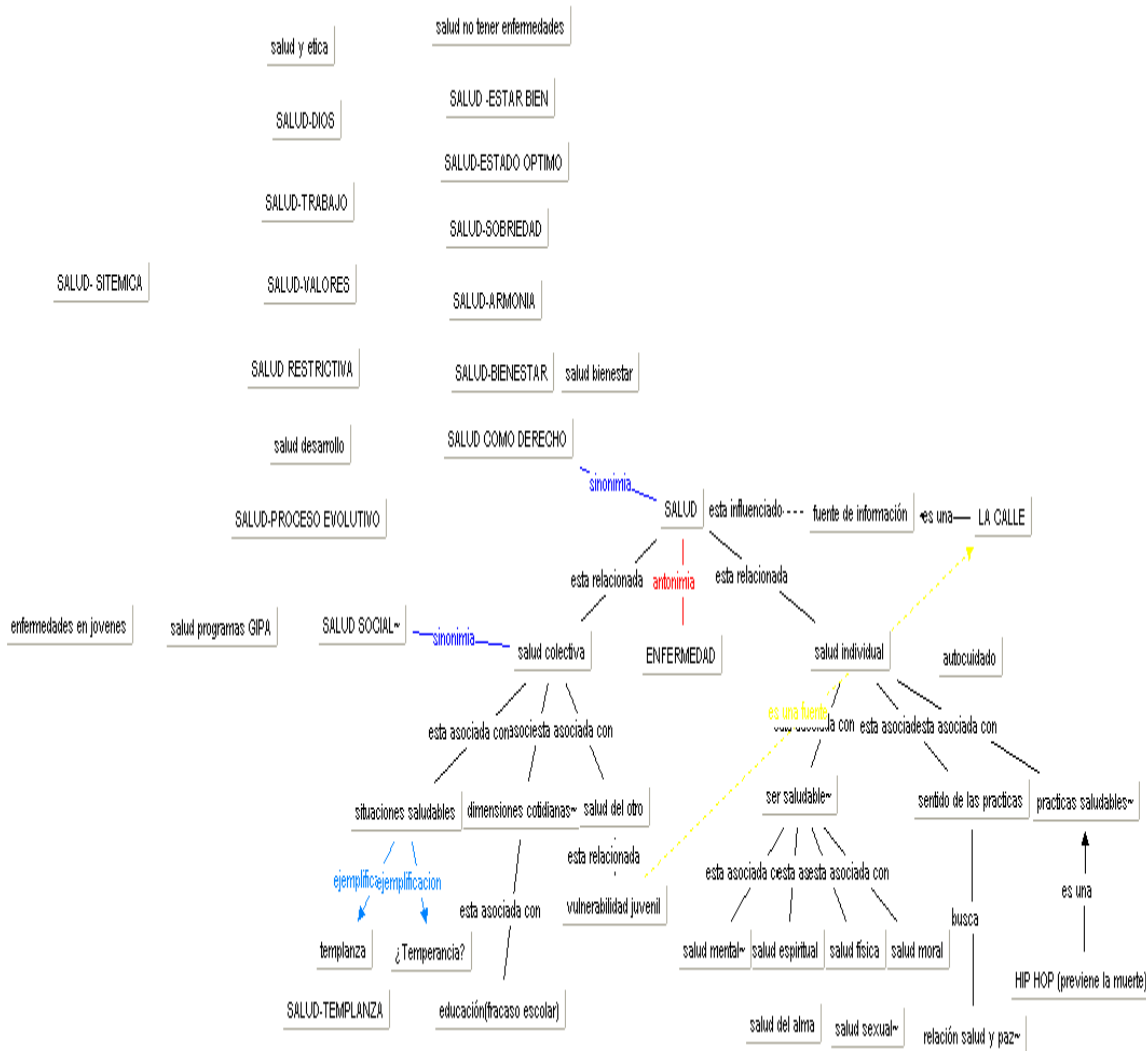 salud no tener enfermedades
salud y etica
SALUD -ESTAR BIEN
SALUD-DIOS
SALUD-ESTADO OPTIMO
SALUD-TRABAJO
SALUD-SOBRIEDAD
SALUD- SITEMICA
SALUD-VALORES
SALUD-ARMONIA
SALUD RESTRICTIVA
SALUD-BIENESTAR
salud bienestar
salud desarrollo
SALUD COMO DERECHO
sinonimia
SALUD-PROCESO EVOLUTIVO
SALUD
esta influenciado
fuente de información
es una
LA CALLE
esta relacionada
antonimia
esta relacionada
enfermedades en jovenes
salud programas GIPA
SALUD SOCIAL~
sinonimia
salud colectiva
ENFERMEDAD
salud individual
autocuidado
es una fuente
esta asociada con
esta asociada con
esta asociada con
situaciones saludables
dimensiones cotidianas~
salud del otro
ser saludable~
sentido de las practicas
practicas saludables~
ejemplificacion
esta relacionada
esta asociada con
esta asociada con
es una
esta asociada con
vulnerabilidad juvenil
busca
templanza
¿Temperancia?
salud mental~
salud espiritual
salud física
salud moral
HIP HOP (previene la muerte)
SALUD-TEMPLANZA
educación(fracaso escolar)
salud del alma
salud sexual~
relación salud y paz~